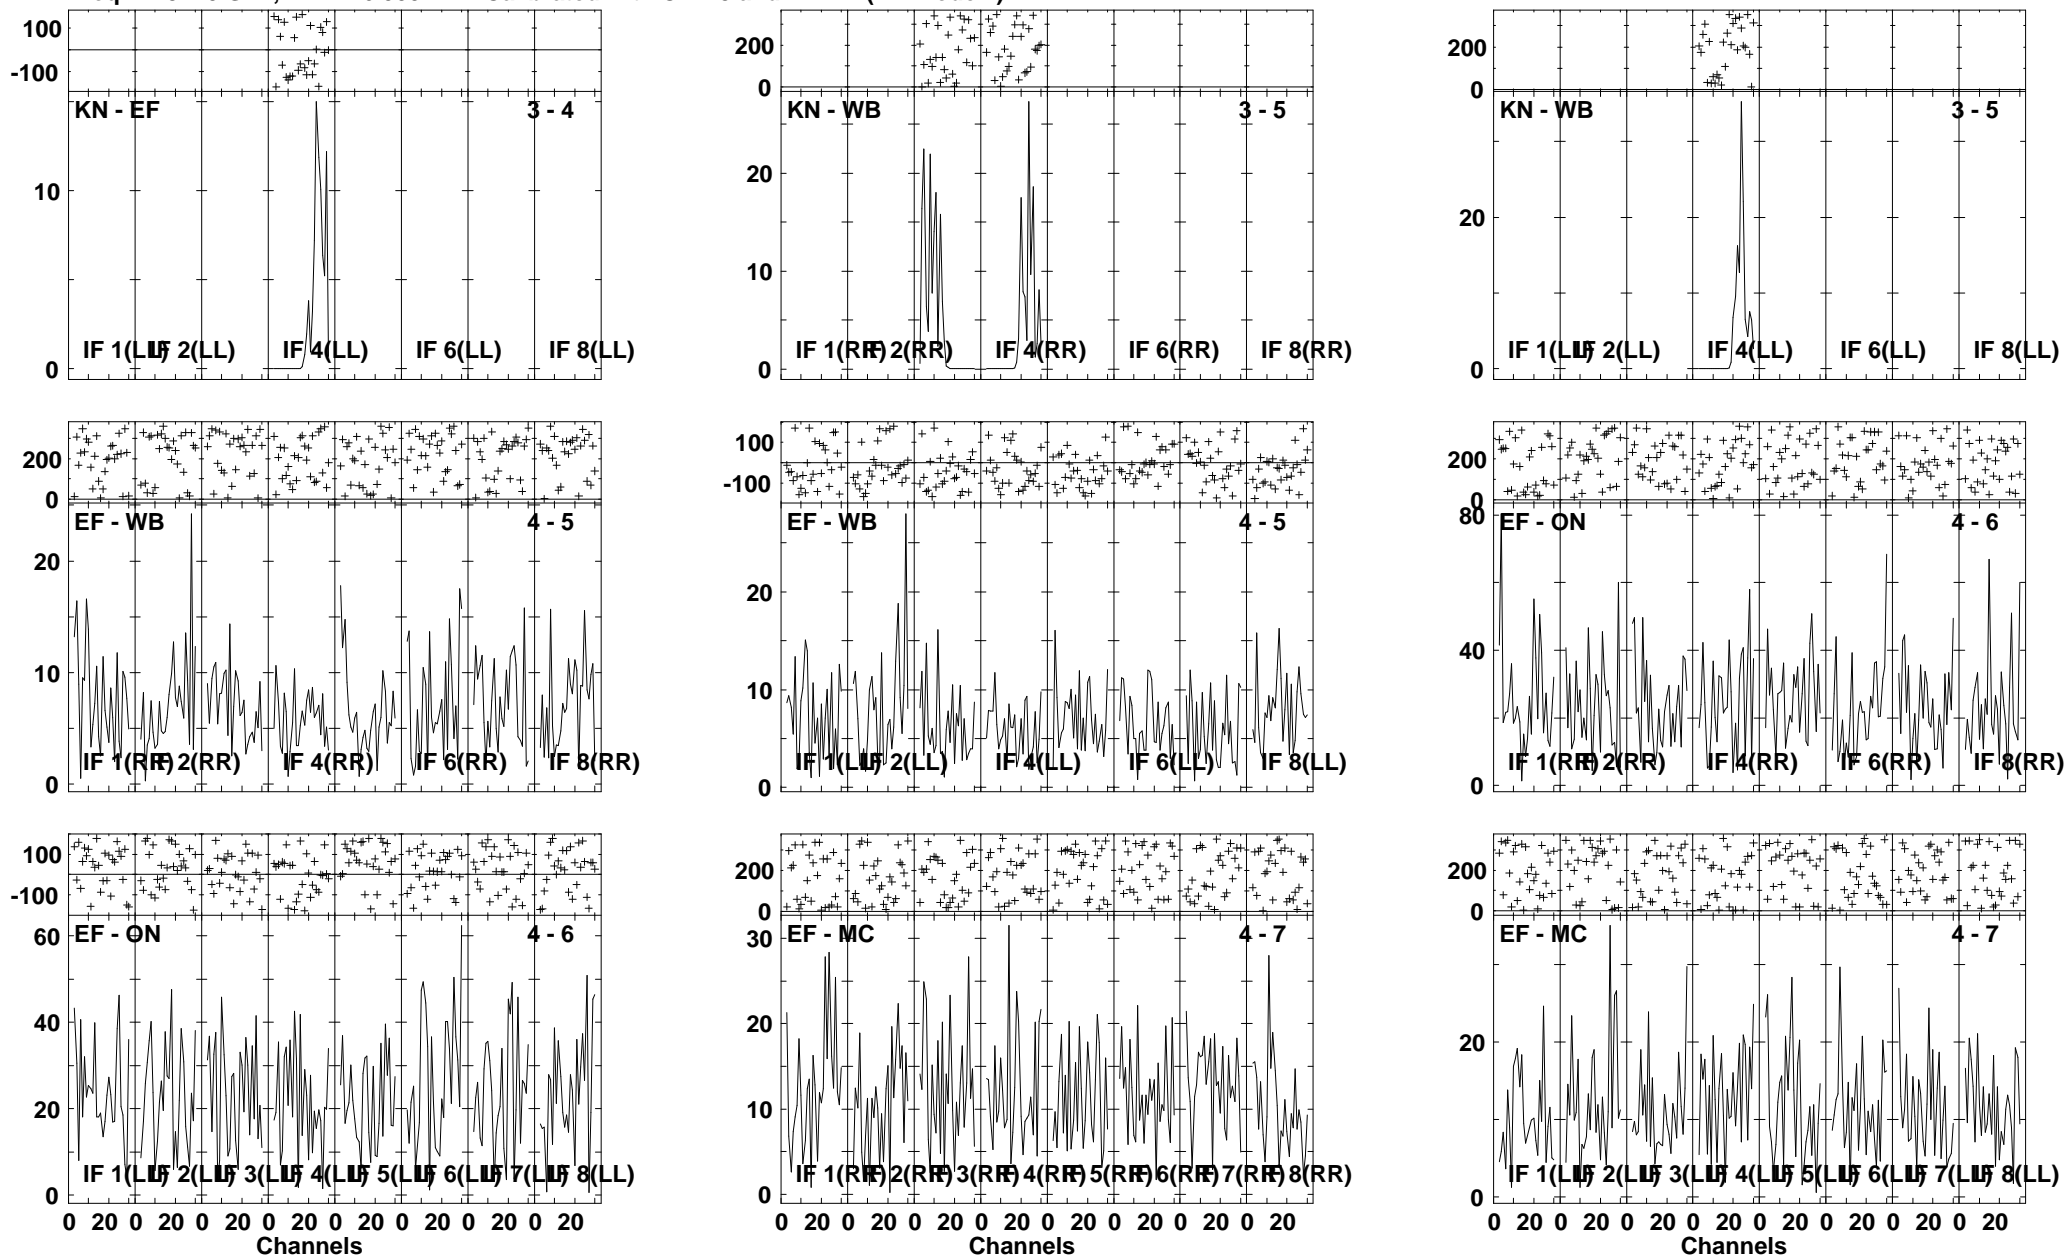 100
-100
KN - EF
3 - 4
10
0
IF 1(LL)
IF 2(LL)
IF 4(LL)
IF 6(LL)
IF 8(LL)
200
0
KN - WB
3 - 5
20
10
0
IF 1(RR)
IF 2(RR)
IF 4(RR)
IF 6(RR)
IF 8(RR)
200
0
KN - WB
3 - 5
20
0
IF 1(LL)
IF 2(LL)
IF 4(LL)
IF 6(LL)
IF 8(LL)
200
0
EF - WB
4 - 5
20
10
0
IF 1(RR)
IF 2(RR)
IF 4(RR)
IF 6(RR)
IF 8(RR)
100
-100
EF - WB
4 - 5
20
10
0
IF 1(LL)
IF 2(LL)
IF 4(LL)
IF 6(LL)
IF 8(LL)
200
0
EF - ON
4 - 6
80
40
0
IF 1(RR)
IF 2(RR)
IF 4(RR)
IF 6(RR)
IF 8(RR)
100
-100
EF - ON
4 - 6
60
40
20
0
IF 1(LL)
IF 2(LL)
IF 3(LL)
IF 4(LL)
IF 5(LL)
IF 6(LL)
IF 7(LL)
IF 8(LL)
0 20 0 20 0 20 0 20 0 20 0 20 0 20 0 20
Channels
200
0
EF - MC
4 - 7
30
20
10
0
IF 1(RR)
IF 2(RR)
IF 3(RR)
IF 4(RR)
IF 5(RR)
IF 6(RR)
IF 7(RR)
IF 8(RR)
0 20 0 20 0 20 0 20 0 20 0 20 0 20 0 20
Channels
200
0
EF - MC
4 - 7
20
0
IF 1(LL)
IF 2(LL)
IF 3(LL)
IF 4(LL)
IF 5(LL)
IF 6(LL)
IF 7(LL)
IF 8(LL)
0 20 0 20 0 20 0 20 0 20 0 20 0 20 0 20
Channels